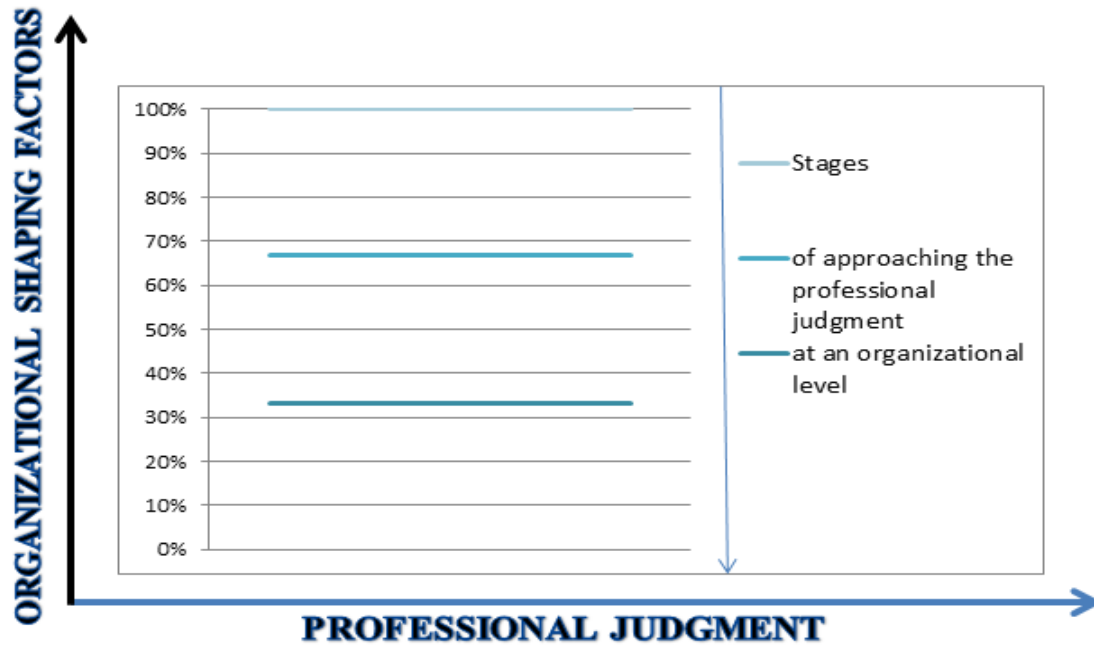 ORGANIZATIONAL SHAPING FACTORS
100%
90%
80%
70%
60%
50%
40%
30%
20%
10%
0%
Stages
of approaching the
professional
judgment
at an organizational
level
PROFESSIONAL JUDGMENT